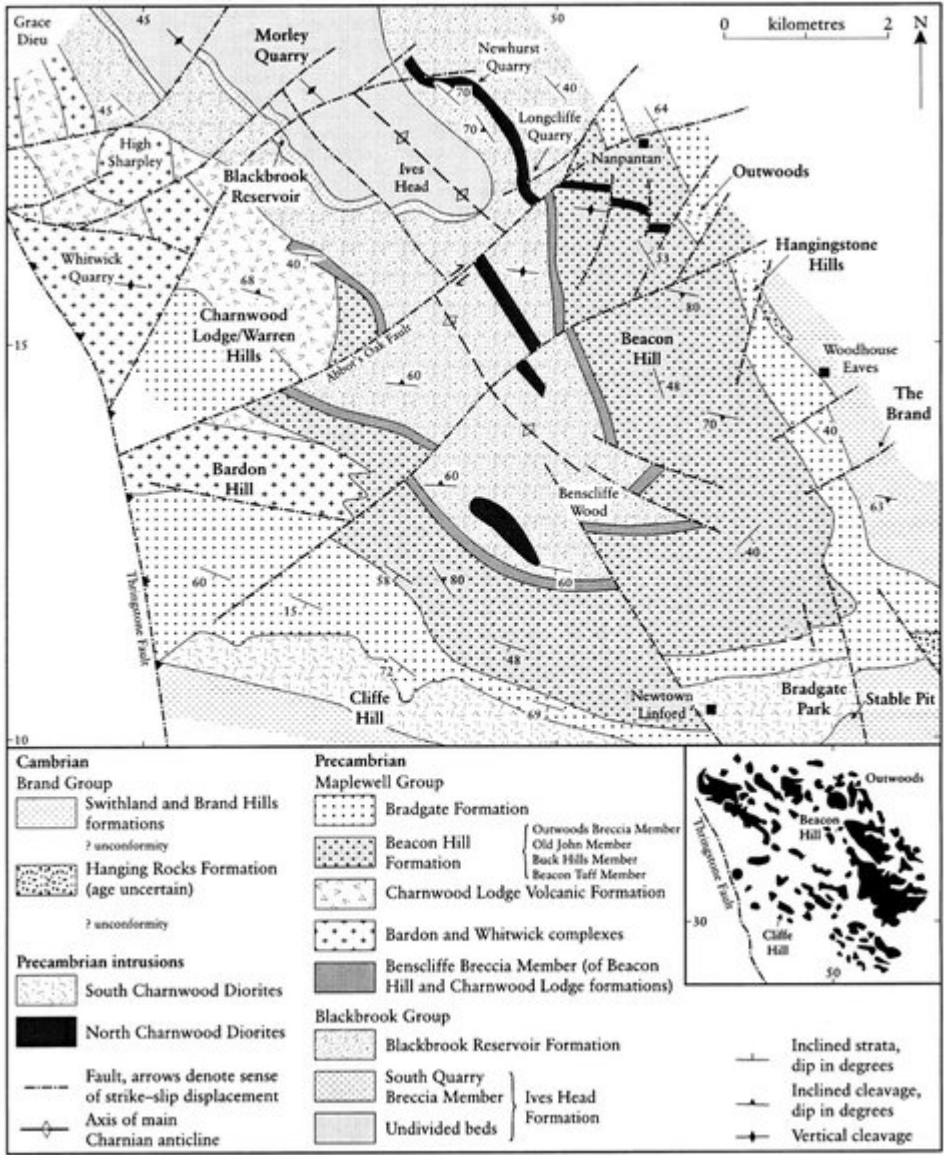 45
50
0 kilometres 2
N
Grace
Dieu
Morley
Quarry
Newhurst
Quarry
40
70
64
45
Longcliffe
Quarry
70
High
Sharpley
Nanpantan
Ives
Head
Blackbrook
Reservoir
Outwoods
Hangingstone
Hills
Whitwick
Quarry
40
53
68
80
Charnwood
Lodge/Warren
Hills
15
Abbot's Oak Fault
Beacon
Hill
Woodhouse
Eaves
60
48
The
Brand
70
40
Bardon
Hill
60
Benscliffe
Wood
63
40
Thringstone Fault
60
58
80
60
15
48
72
Cliffe
Hill
69
Newtown
Linford
Bradgate
Park
Stable Pit
10
Cambrian
Brand Group
Swithland and Brand Hills
formations
? unconformity
Hanging Rocks Formation
(age uncertain)
? unconformity
Precambrian intrusions
South Charnwood Diorites
North Charnwood Diorites
Fault, arrows denote sense
of strike–slip displacement
Axis of main
Charnian anticline
Precambrian
Maplewell Group
Bradgate Formation
Beacon Hill
Formation
Outwoods Breccia Member
Old John Member
Buck Hills Member
Beacon Tuff Member
Charnwood Lodge Volcanic Formation
Bardon and Whitwick complexes
Benscliffe Breccia Member (of Beacon
Hill and Charnwood Lodge formations)
Blackbrook Group
Blackbrook Reservoir Formation
South Quarry
Breccia Member
Undivided beds
Ives Head
Formation
Outwoods
Beacon
Hill
Thringstone Fault
30
Cliffe
Hill
50
Inclined strata,
dip in degrees
Inclined cleavage,
dip in degrees
Vertical cleavage